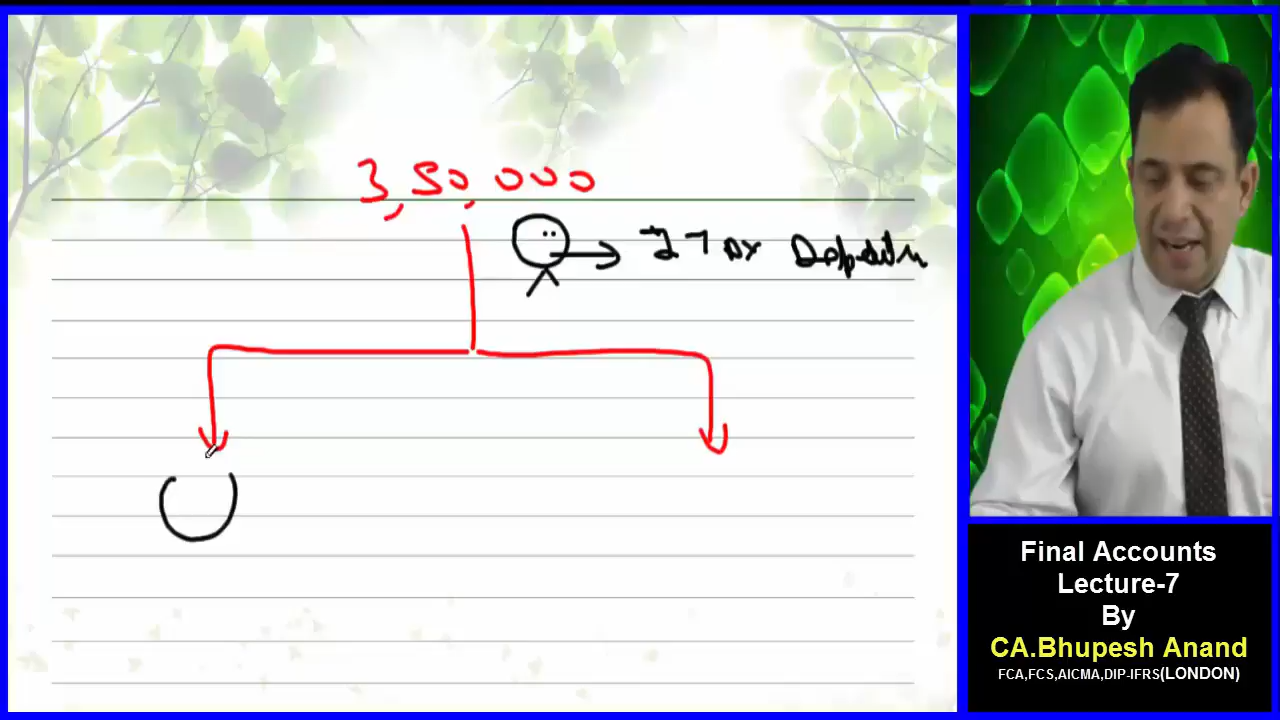 3,50,000
Final Accounts
Lecture-7
By
CA.Bhupesh Anand
FCA,FCS,AICMA,DIP-IFRS(LONDON)